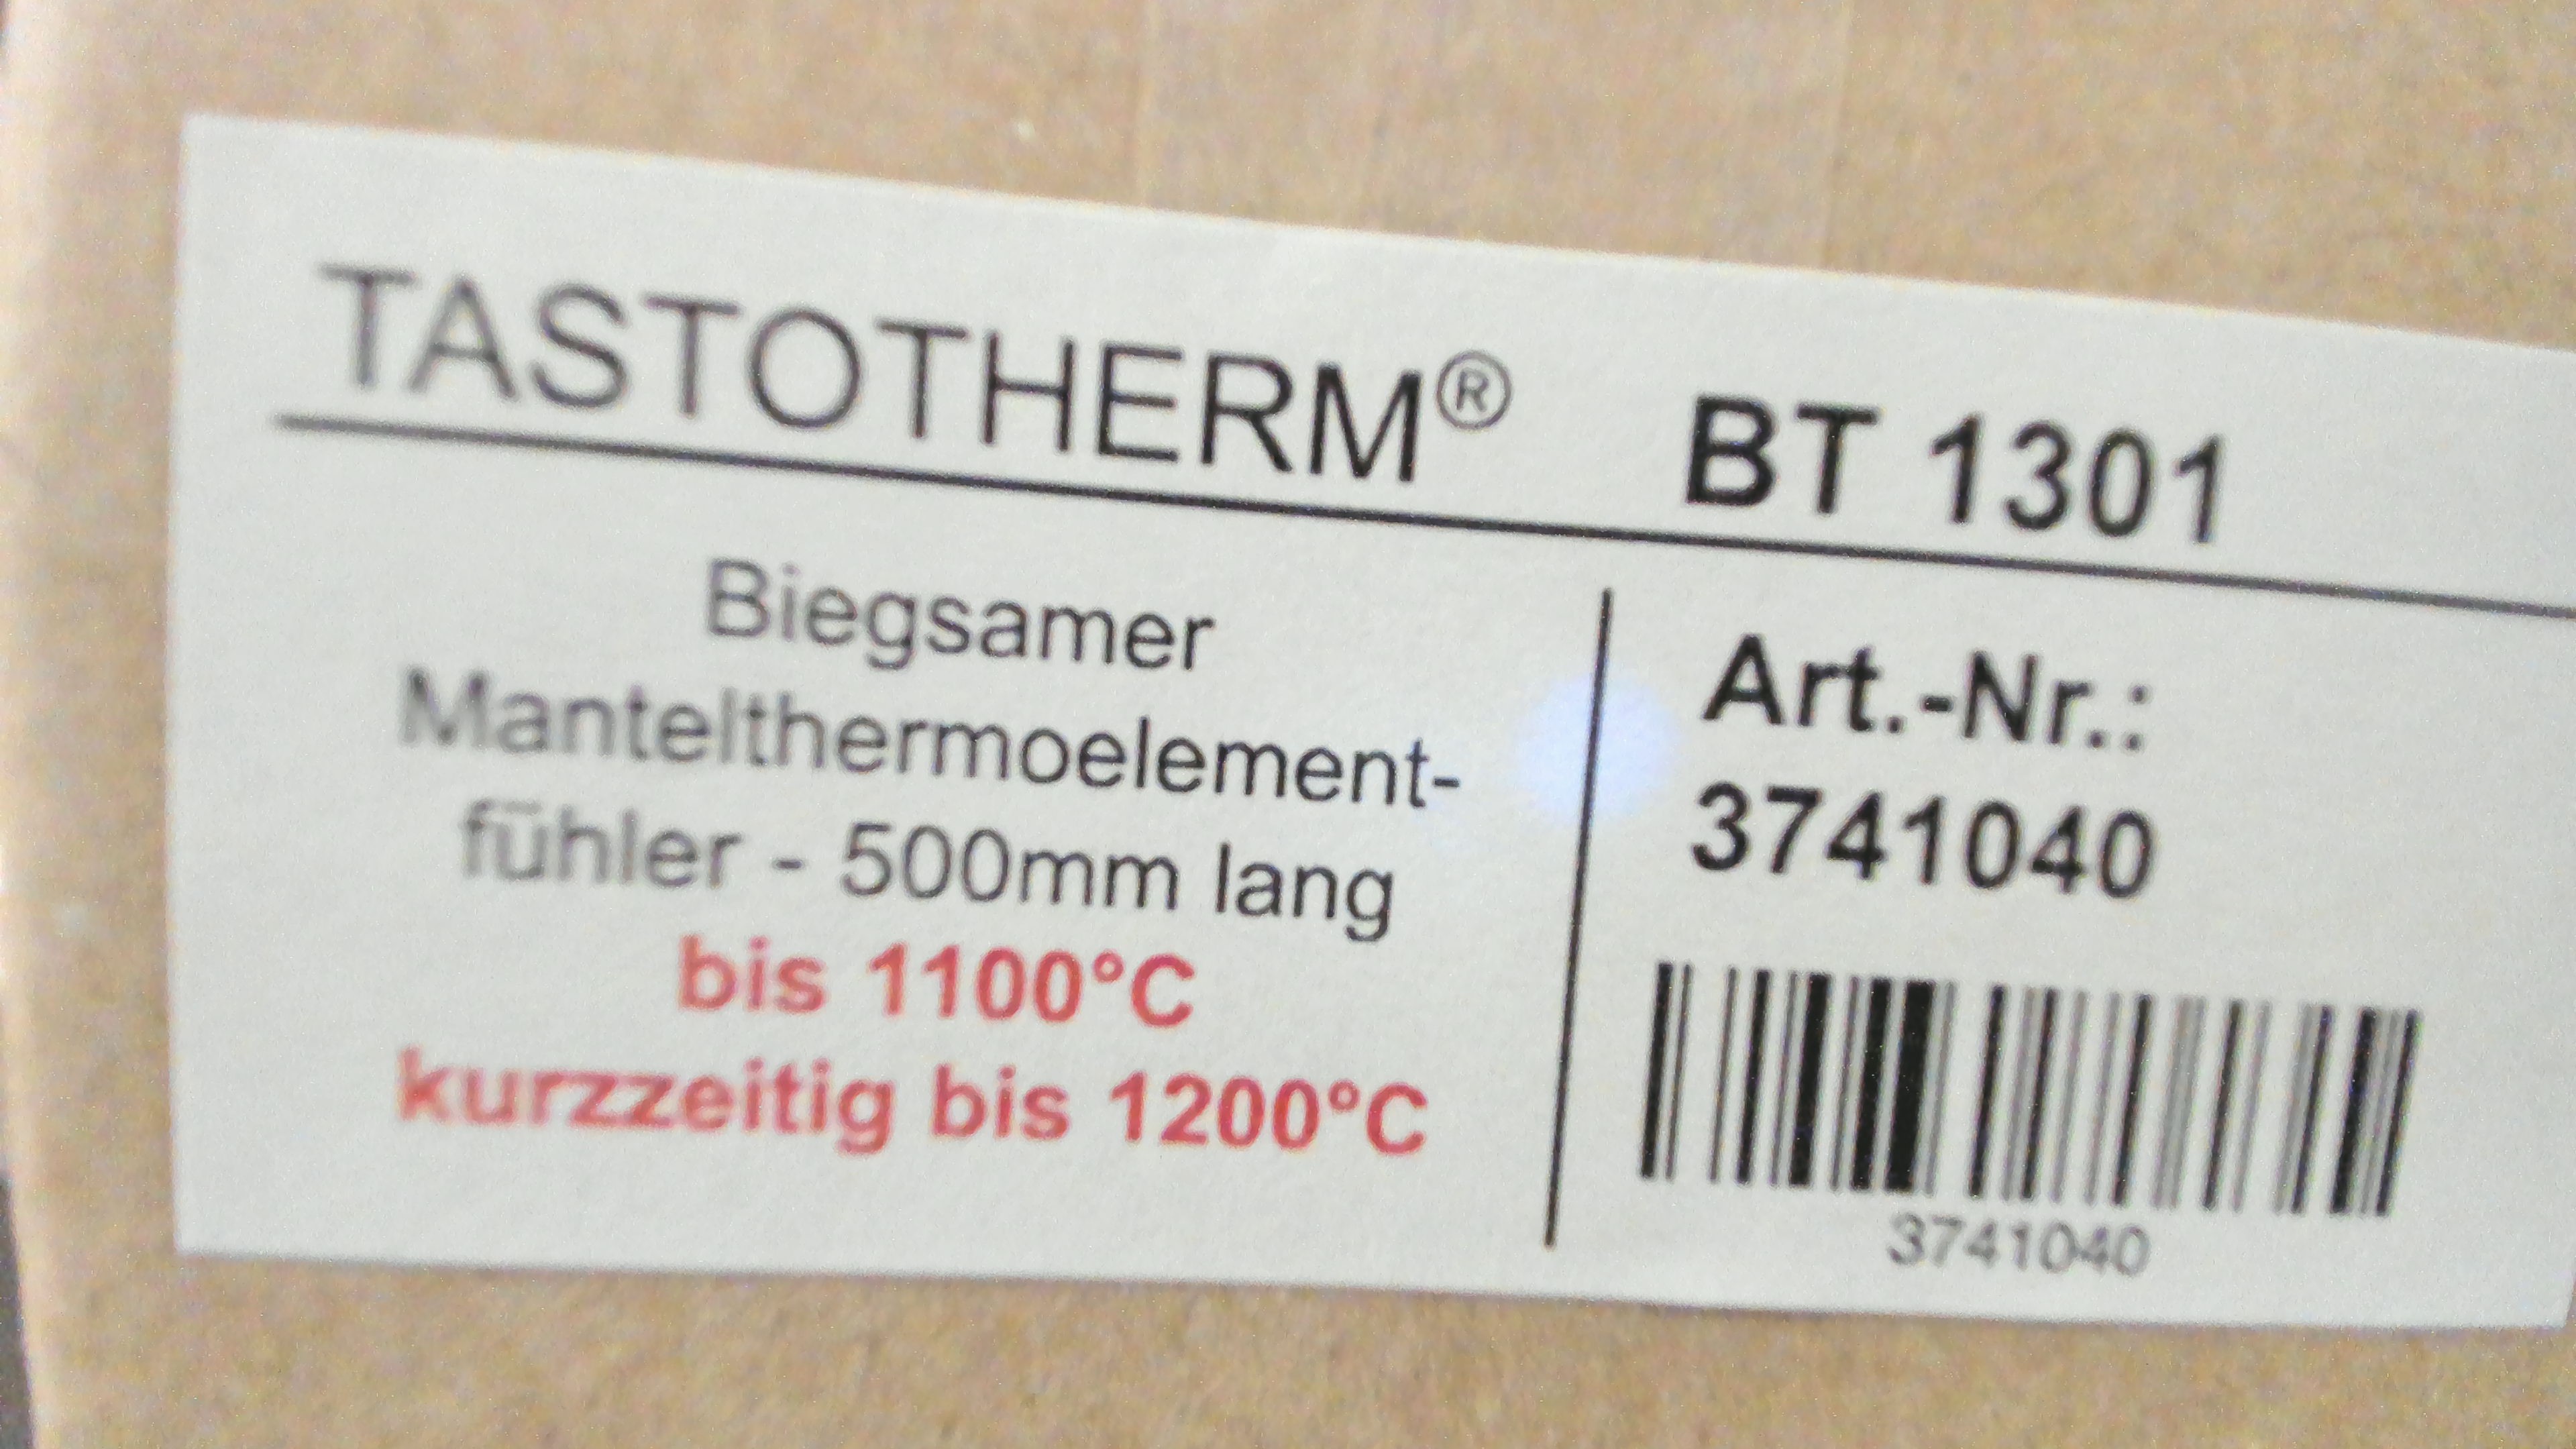 TASTOTHERM® BT 1301
Biegsamer
Mantelthermoelement-
fühler - 500mm lang
bis 1100°C
kurzzeitig bis 1200°C
Art.-Nr.:
3741040
3741040